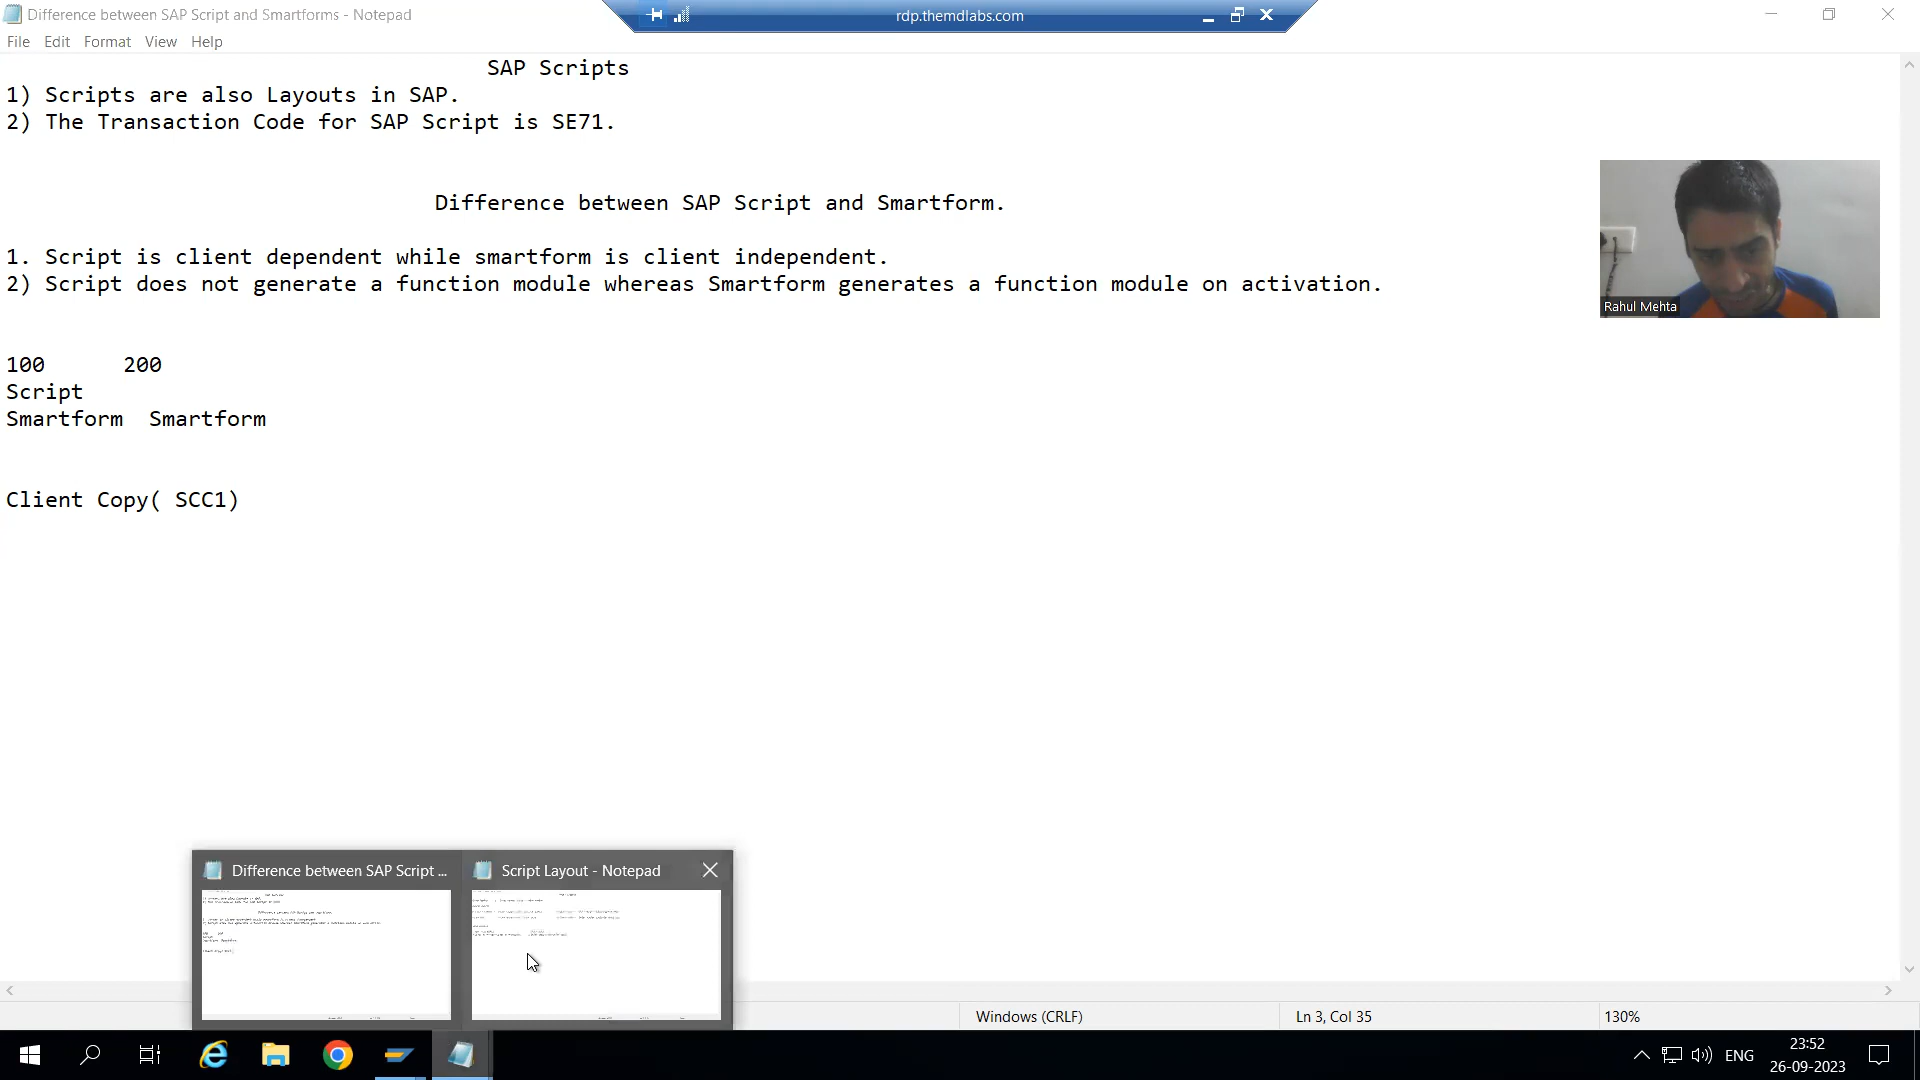 Difference between SAP Script and Smartforms - Notepad
rdp.themdlabs.com
File Edit Format View Help
SAP Scripts
1) Scripts are also Layouts in SAP.
2) The Transaction Code for SAP Script is SE71.
Difference between SAP Script and Smartform.
1. Script is client dependent while smartform is client independent.
2) Script does not generate a function module whereas Smartform generates a function module on activation.
Rahul Mehta
100 200
Script
Smartform Smartform
Client Copy( SCC1)
Difference between SAP Script ...
Script Layout - Notepad
Windows (CRLF)
Ln 3, Col 35
130%
ENG
23:52
26-09-2023